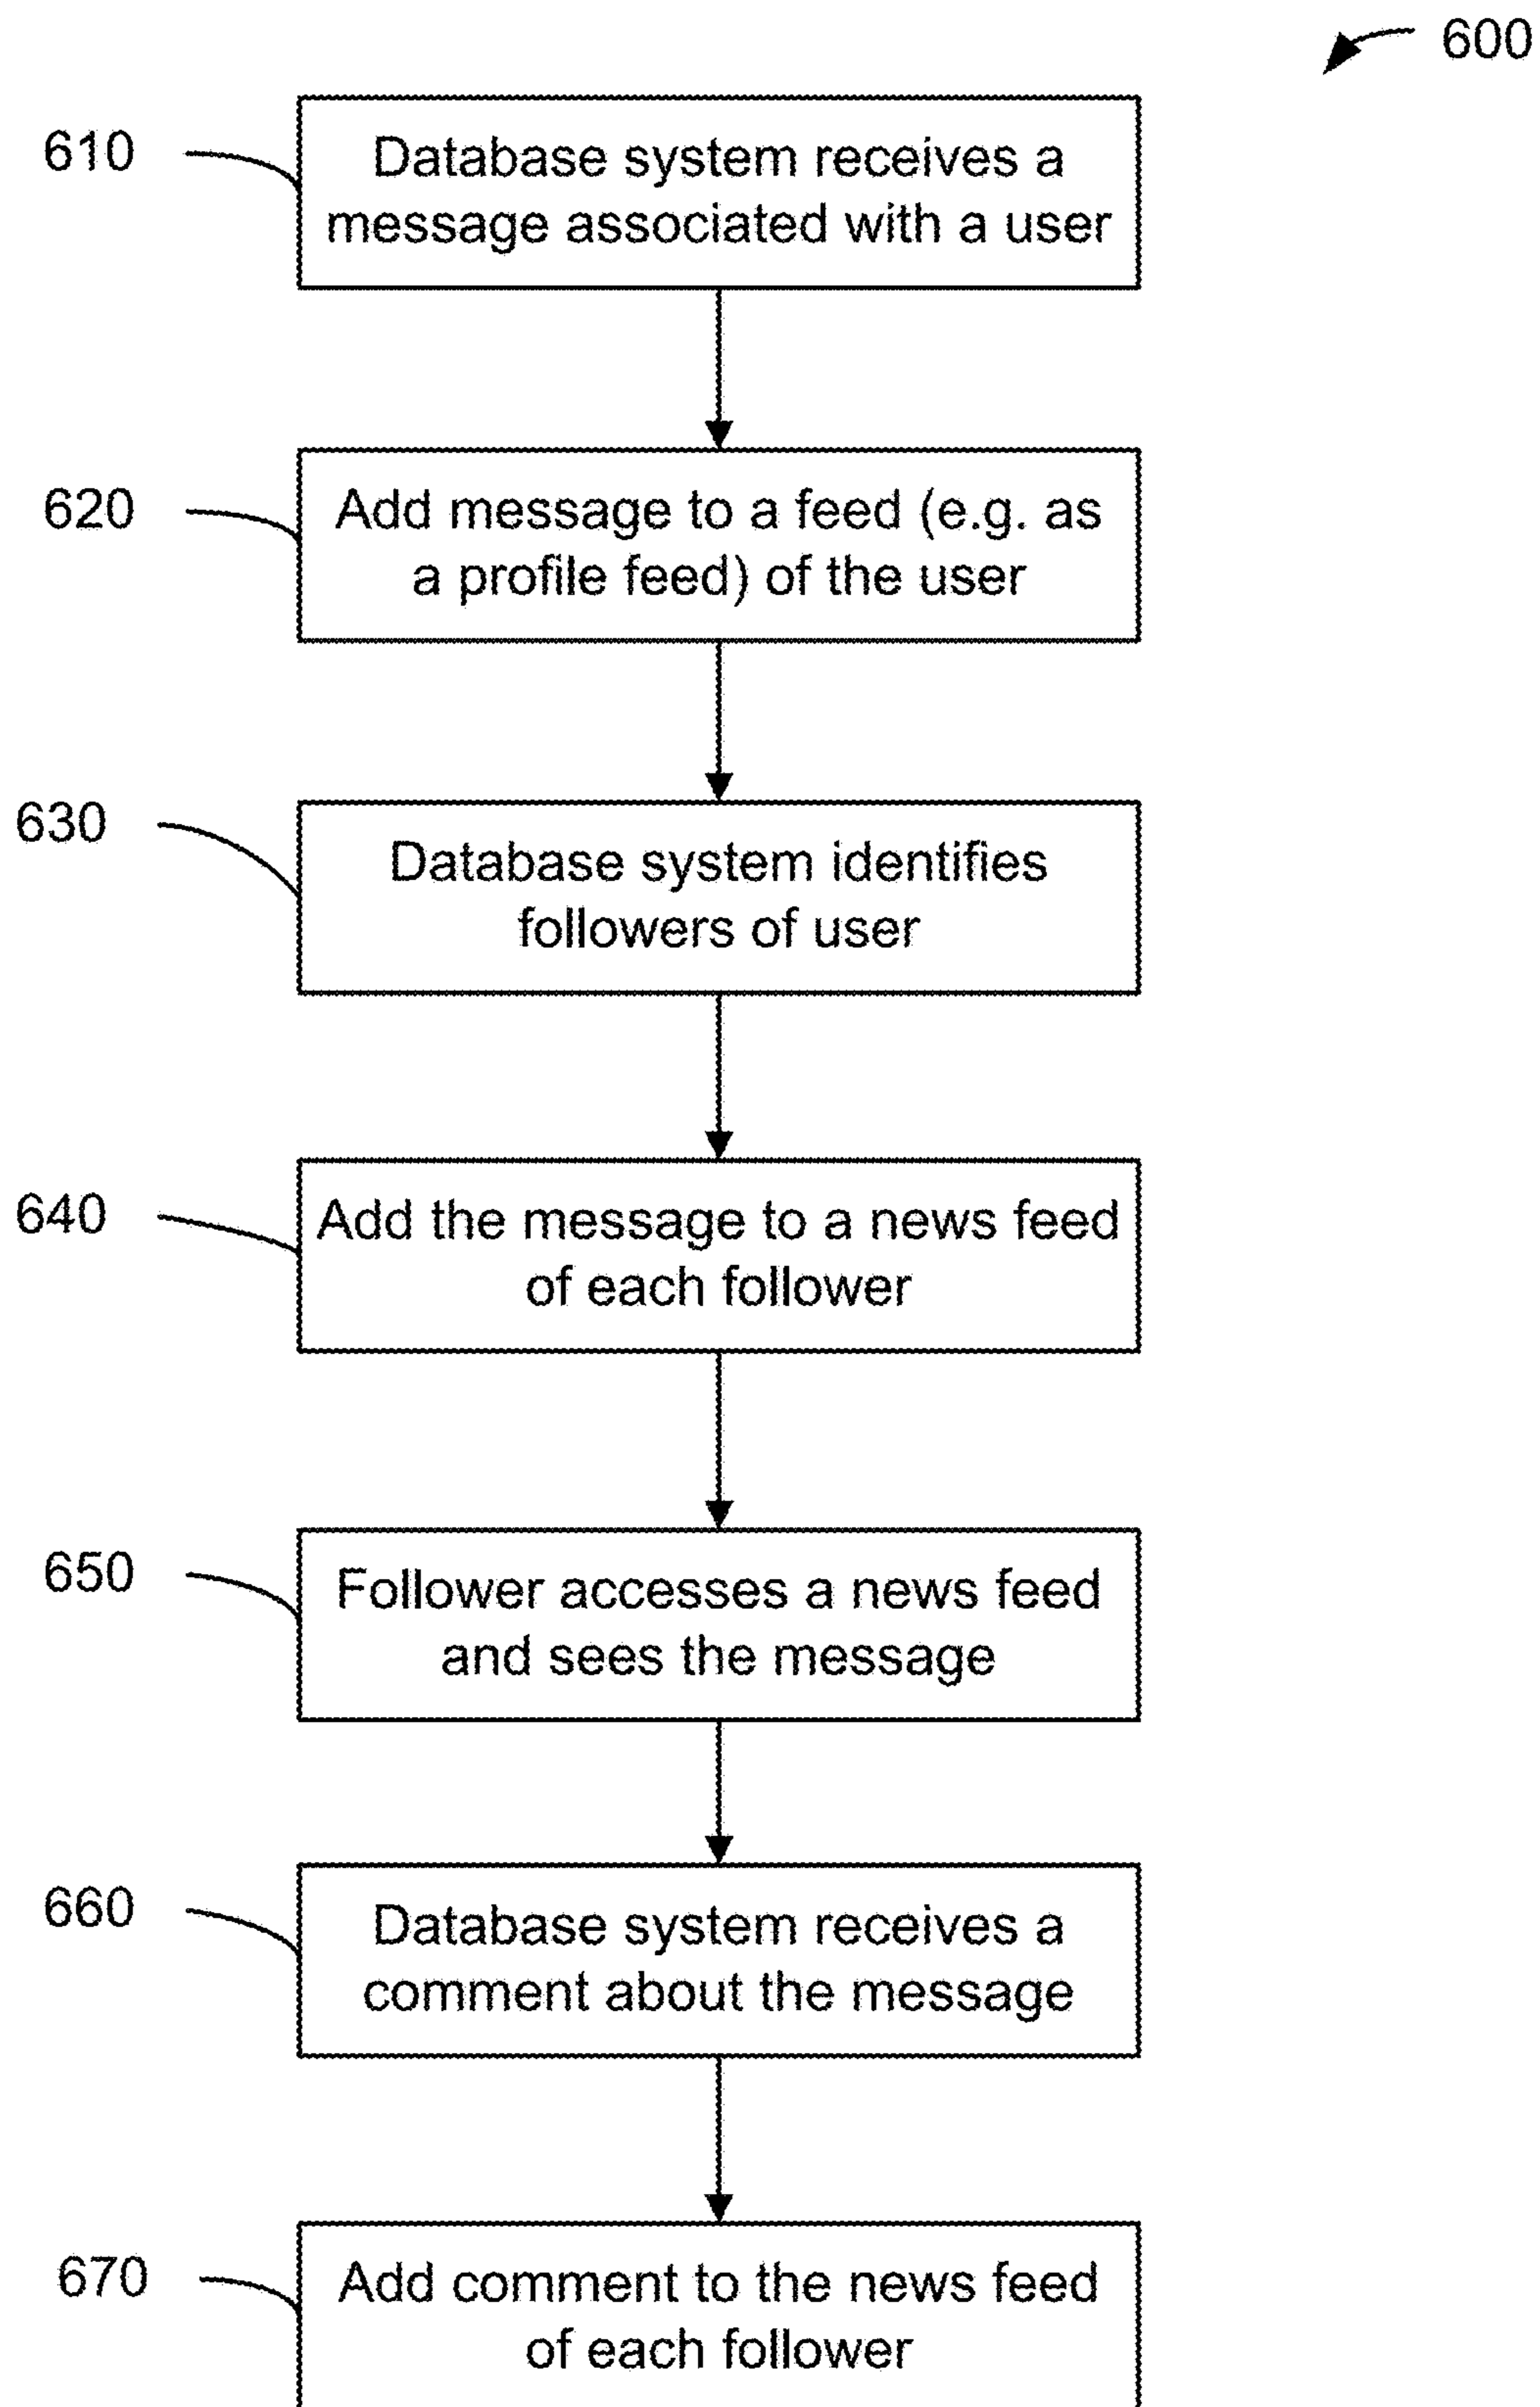 600
610
Database system receives a
message associated with a user
620
Add message to a feed (e.g. as
a profile feed) of the user
630
Database system identifies
followers of user
640
Add the message to a news feed
of each follower
650
Follower accesses a news feed
and sees the message
660
Database system receives a
comment about the message
670
Add comment to the news feed
of each follower